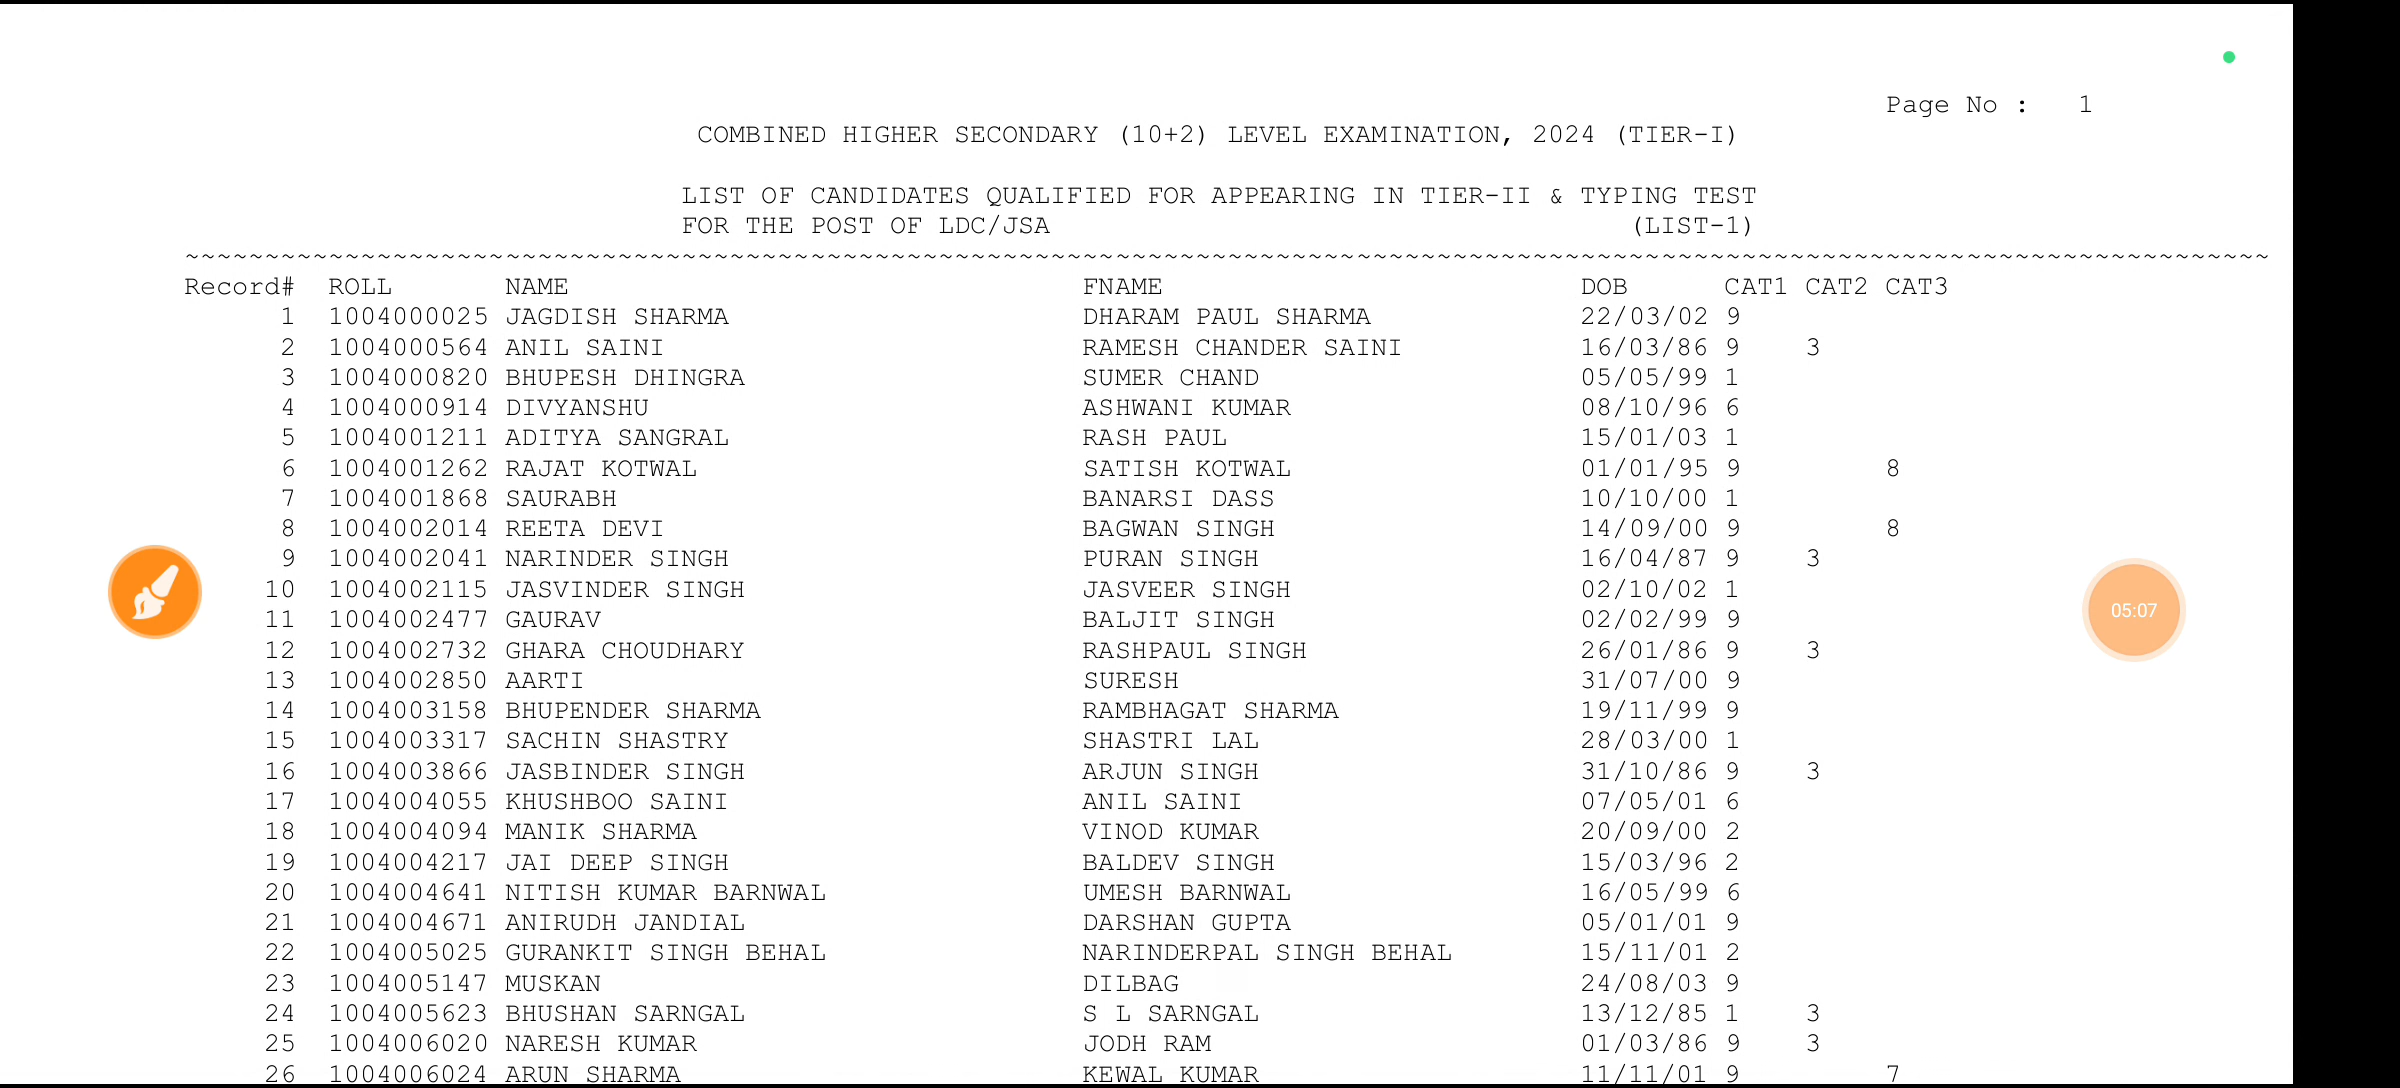 Page No :   1
COMBINED HIGHER SECONDARY (10+2) LEVEL EXAMINATION, 2024 (TIER-I)
LIST OF CANDIDATES QUALIFIED FOR APPEARING IN TIER-II & TYPING TEST
FOR THE POST OF LDC/JSA (LIST-1)
Record# ROLL NAME FNAME DOB CAT1 CAT2 CAT3
1 1004000025 JAGDISH SHARMA DHARAM PAUL SHARMA 22/03/02 9
2 1004000564 ANIL SAINI RAMESH CHANDER SAINI 16/03/86 9 3
3 1004000820 BHUPESH DHINGRA SUMER CHAND 05/05/99 1
4 1004000914 DIVYANSHU ASHWANI KUMAR 08/10/96 6
5 1004001211 ADITYA SANGRAL RASH PAUL 15/01/03 1
6 1004001262 RAJAT KOTWAL SATISH KOTWAL 01/01/95 9 8
7 1004001868 SAURABH BANARSI DASS 10/10/00 1
8 1004002014 REETA DEVI BAGWAN SINGH 14/09/00 9 8
9 1004002041 NARINDER SINGH PURAN SINGH 16/04/87 9 3
10 1004002115 JASVINDER SINGH JASVEER SINGH 02/10/02 1
11 1004002477 GAURAV BALJIT SINGH 02/02/99 9
12 1004002732 GHARA CHOUDHARY RASHPAUL SINGH 26/01/86 9 3
13 1004002850 AARTI SURESH 31/07/00 9
14 1004003158 BHUPENDER SHARMA RAMBHAGAT SHARMA 19/11/99 9
15 1004003317 SACHIN SHASTRY SHASTRI LAL 28/03/00 1
16 1004003866 JASBINDER SINGH ARJUN SINGH 31/10/86 9 3
17 1004004055 KHUSHBOO SAINI ANIL SAINI 07/05/01 6
18 1004004094 MANIK SHARMA VINOD KUMAR 20/09/00 2
19 1004004217 JAI DEEP SINGH BALDEV SINGH 15/03/96 2
20 1004004641 NITISH KUMAR BARNWAL UMESH BARNWAL 16/05/99 6
21 1004004671 ANIRUDH JANDIAL DARSHAN GUPTA 05/01/01 9
22 1004005025 GURANKIT SINGH BEHAL NARINDERPAL SINGH BEHAL 15/11/01 2
23 1004005147 MUSKAN DILBAG 24/08/03 9
24 1004005623 BHUSHAN SARNGAL S L SARNGAL 13/12/85 1 3
25 1004006020 NARESH KUMAR JODH RAM 01/03/86 9 3
26 1004006024 ARUN SHARMA KEWAL KUMAR 11/11/01 9 7
05:07